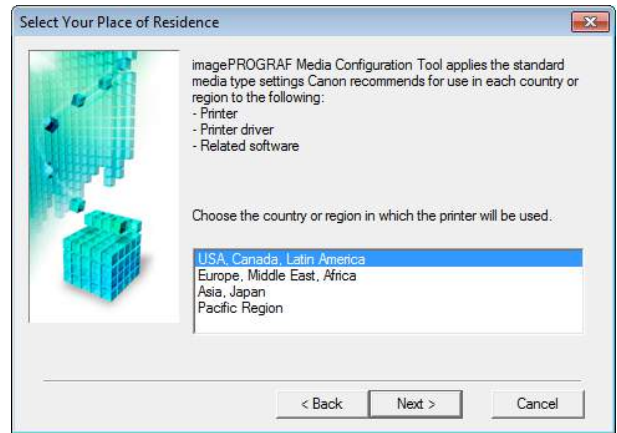 Select Your Place of Residence
imagePROGRAF Media Configuration Tool applies the standard
media type settings Canon recommends for use in each country or
region to the following:
- Printer
- Printer driver
- Related software
Choose the country or region in which the printer will be used.
USA, Canada, Latin America
Europe, Middle East, Africa
Asia, Japan
Pacific Region
< Back Next > Cancel